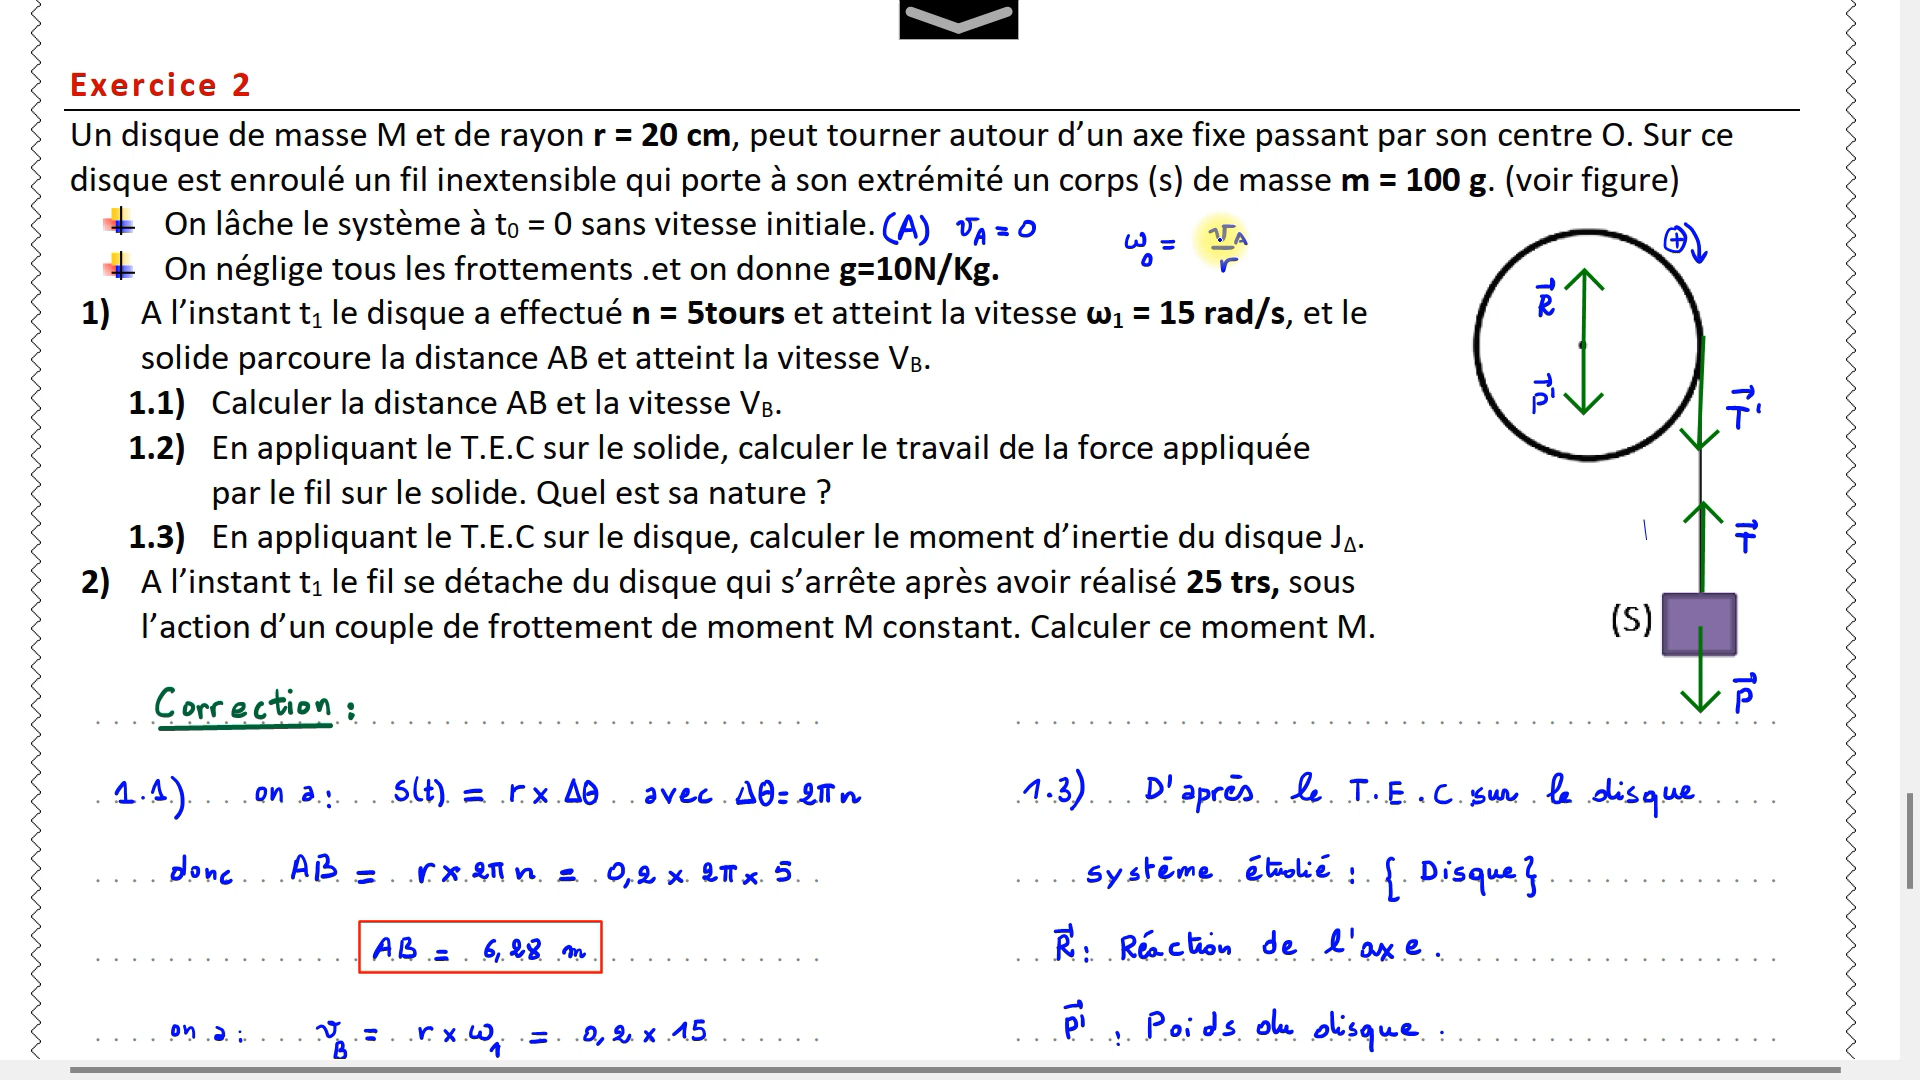 Exercice 2
Un disque de masse M et de rayon r = 20 cm, peut tourner autour d’un axe fixe passant par son centre O. Sur ce
disque est enroulé un fil inextensible qui porte à son extrémité un corps (s) de masse m = 100 g. (voir figure)
On lâche le système à t₀ = 0 sans vitesse initiale. (A) v_A = 0
ω₀ = v_A / r
On néglige tous les frottements .et on donne g=10N/Kg.
1) A l’instant t₁ le disque a effectué n = 5tours et atteint la vitesse ω₁ = 15 rad/s, et le
solide parcoure la distance AB et atteint la vitesse V_B.
1.1) Calculer la distance AB et la vitesse V_B.
1.2) En appliquant le T.E.C sur le solide, calculer le travail de la force appliquée
par le fil sur le solide. Quel est sa nature ?
1.3) En appliquant le T.E.C sur le disque, calculer le moment d’inertie du disque J_Δ.
2) A l’instant t₁ le fil se détache du disque qui s’arrête après avoir réalisé 25 trs, sous
l’action d’un couple de frottement de moment M constant. Calculer ce moment M.
+
R⃗
P⃗'
T⃗'
T⃗
(S)
P⃗
Correction :
1.1) on a : S(t) = r × Δθ avec Δθ = 2πn
donc AB = r × 2πn = 0,2 × 2π × 5
AB = 6,28 m
on a : v_B = r × ω₁ = 0,2 × 15
1.3) D'après le T.E.C sur le disque
système étudié : { Disque }
R⃗ : Réaction de l'axe.
P⃗' : Poids du disque.